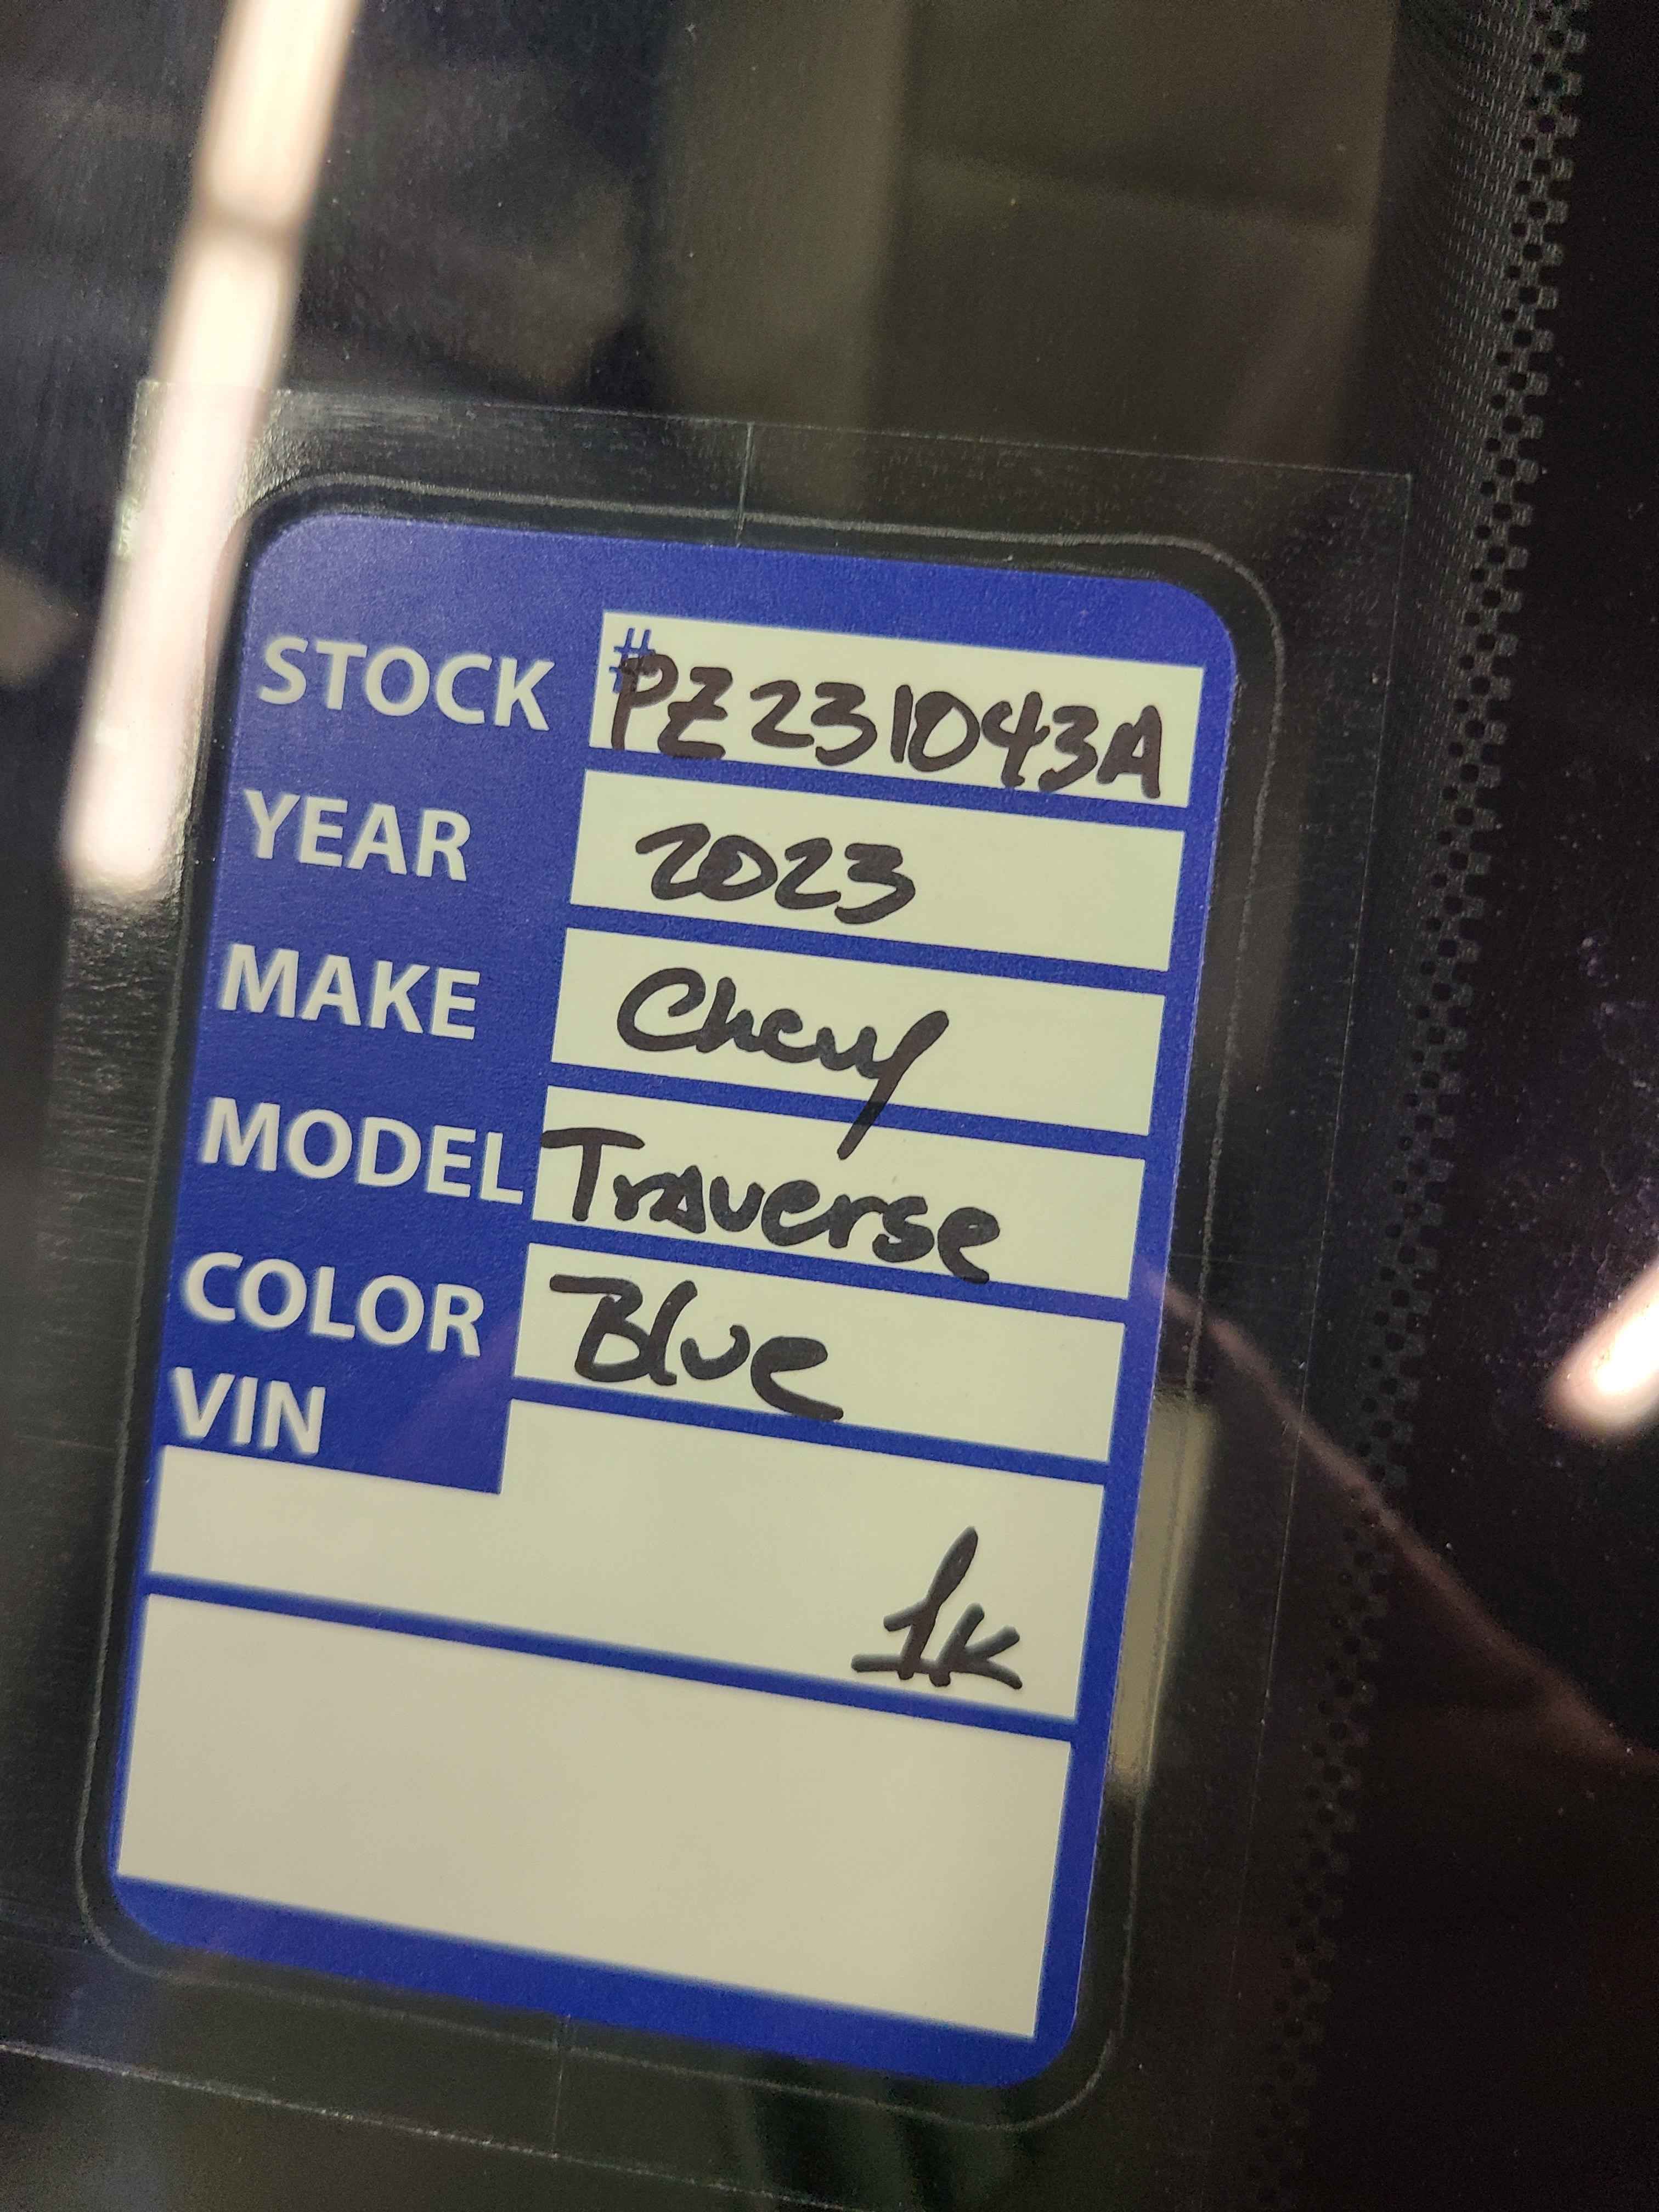 STOCK #PZ231043A
YEAR 2023
MAKE Chevy
MODEL Traverse
COLOR Blue
VIN
1K